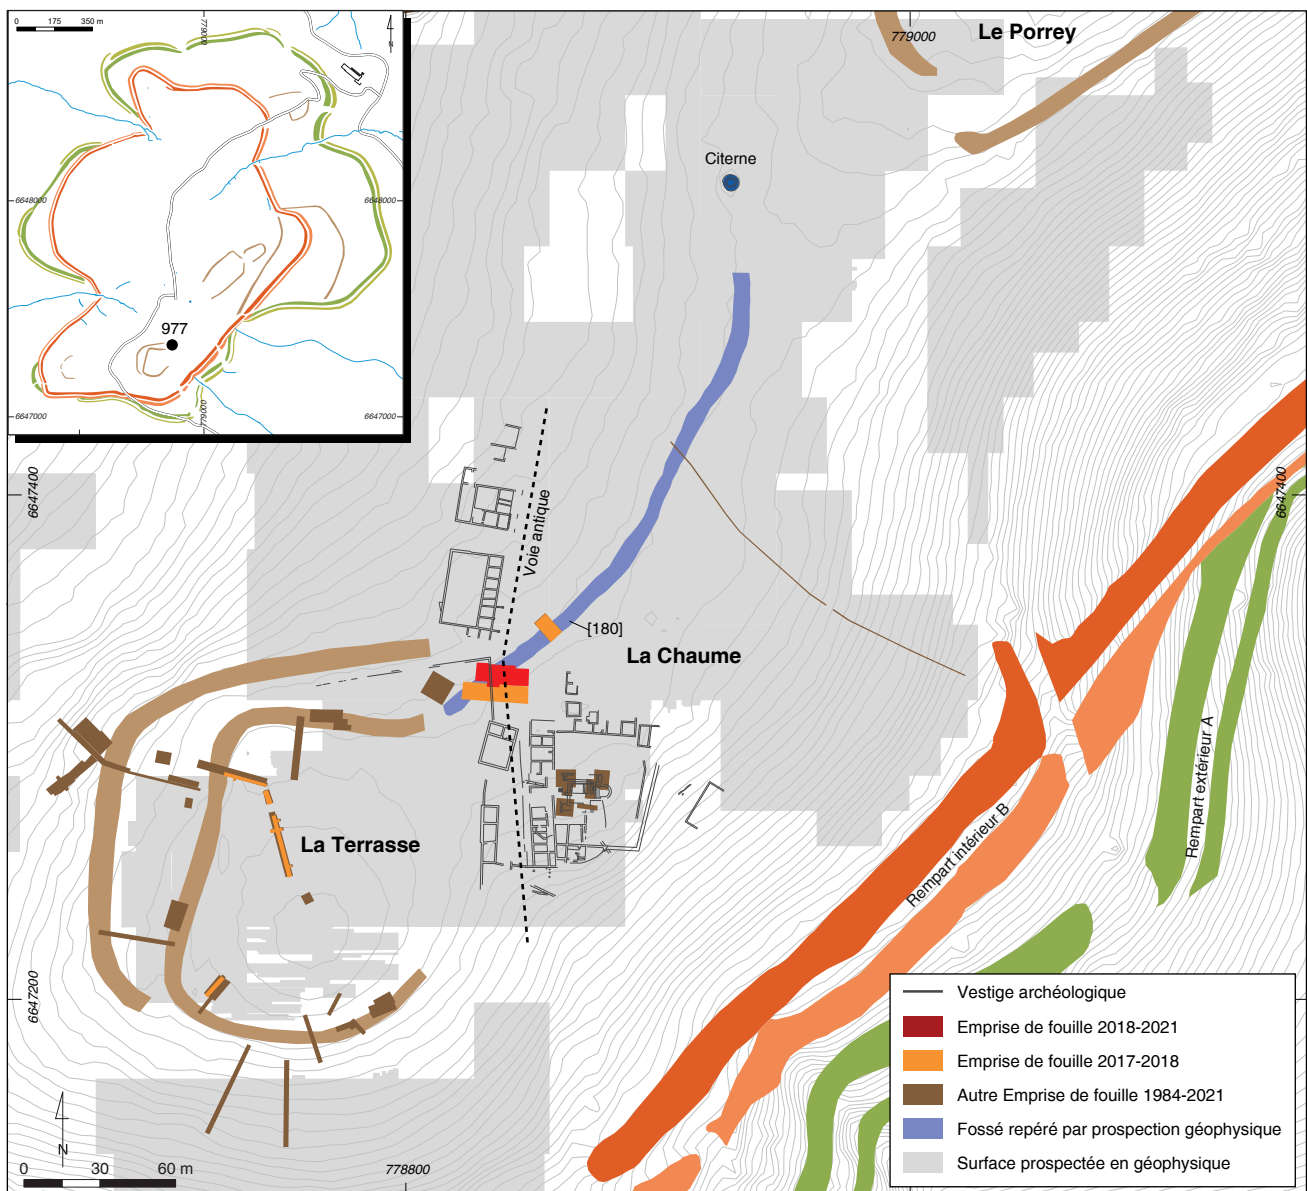 0 175 350 m
779000
N
6648000
6648000
977
6647000
779000
6647000
779000
Le Porrey
Citerne
6647400
6647400
Voie antique
[180]
La Chaume
La Terrasse
Rempart extérieur A
Rempart intérieur B
6647200
N
0 30 60 m
778800
Vestige archéologique
Emprise de fouille 2018-2021
Emprise de fouille 2017-2018
Autre Emprise de fouille 1984-2021
Fossé repéré par prospection géophysique
Surface prospectée en géophysique